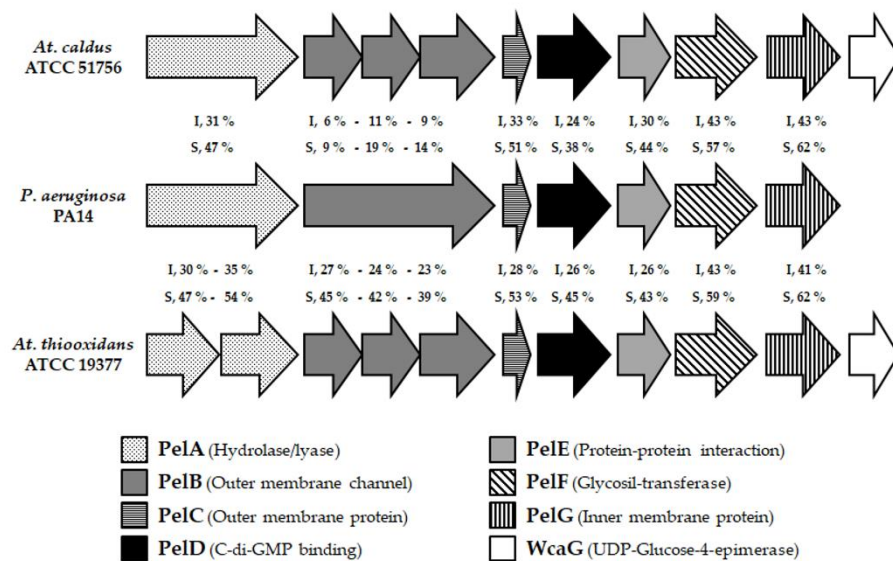 At. caldus
ATCC 51756
I, 31 % I, 6 % - 11 % - 9 % I, 33 % I, 24 % I, 30 % I, 43 % I, 43 %
S, 47 % S, 9 % - 19 % - 14 % S, 51 % S, 38 % S, 44 % S, 57 % S, 62 %
P. aeruginosa
PA14
I, 30 % - 35 % I, 27 % - 24 % - 23 % I, 28 % I, 26 % I, 26 % I, 43 % I, 41 %
S, 47 % - 54 % S, 45 % - 42 % - 39 % S, 53 % S, 45 % S, 43 % S, 59 % S, 62 %
At. thiooxidans
ATCC 19377
PelA (Hydrolase/lyase)
PelB (Outer membrane channel)
PelC (Outer membrane protein)
PelD (C-di-GMP binding)
PelE (Protein-protein interaction)
PelF (Glycosil-transferase)
PelG (Inner membrane protein)
WcaG (UDP-Glucose-4-epimerase)